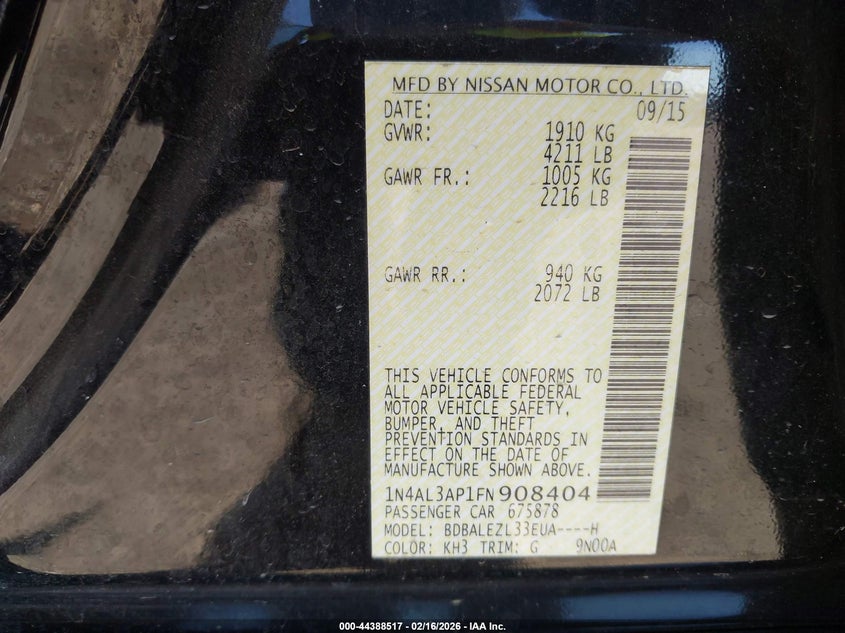 MFD BY NISSAN MOTOR CO., LTD.
DATE: 09/15
GVWR: 1910 KG
4211 LB
GAWR FR.: 1005 KG
2216 LB
GAWR RR.: 940 KG
2072 LB
THIS VEHICLE CONFORMS TO
ALL APPLICABLE FEDERAL
MOTOR VEHICLE SAFETY,
BUMPER, AND THEFT
PREVENTION STANDARDS IN
EFFECT ON THE DATE OF
MANUFACTURE SHOWN ABOVE.
1N4AL3AP1FN908404
PASSENGER CAR 675878
MODEL: BDBALEZL33EUA----H
COLOR: KH3 TRIM: G 9N00A
000-44388517 - 02/16/2026 - IAA Inc.